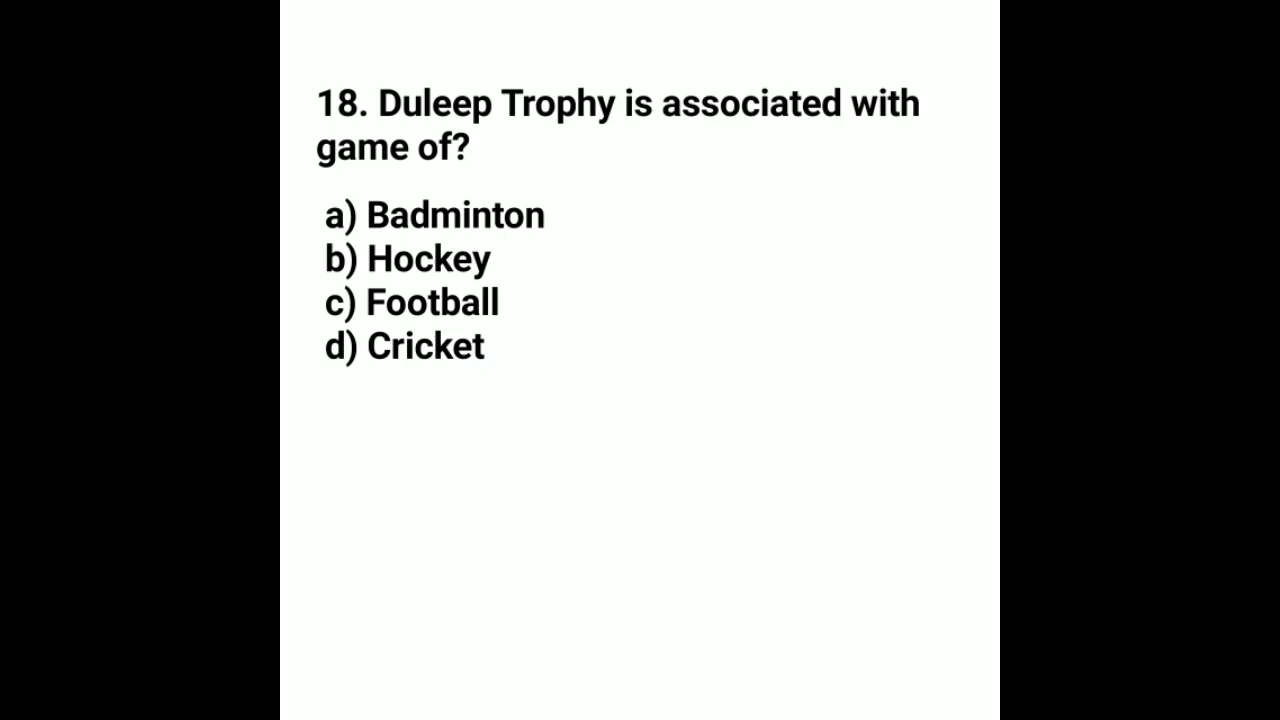 18. Duleep Trophy is associated with
game of?
a) Badminton
b) Hockey
c) Football
d) Cricket